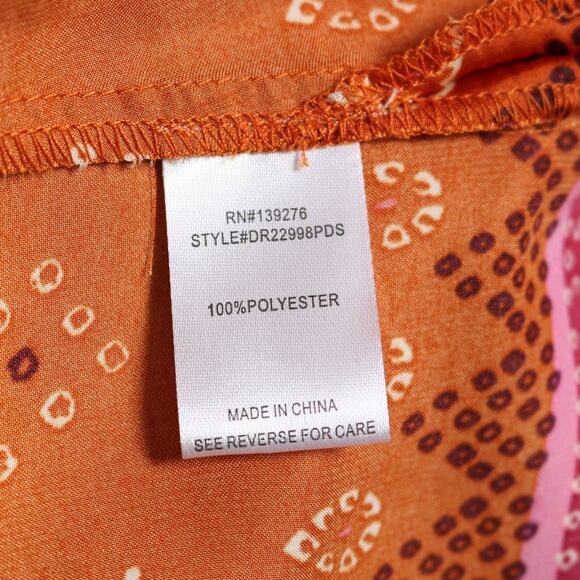 RN#139276
STYLE#DR22998PDS
100%POLYESTER
MADE IN CHINA
SEE REVERSE FOR CARE